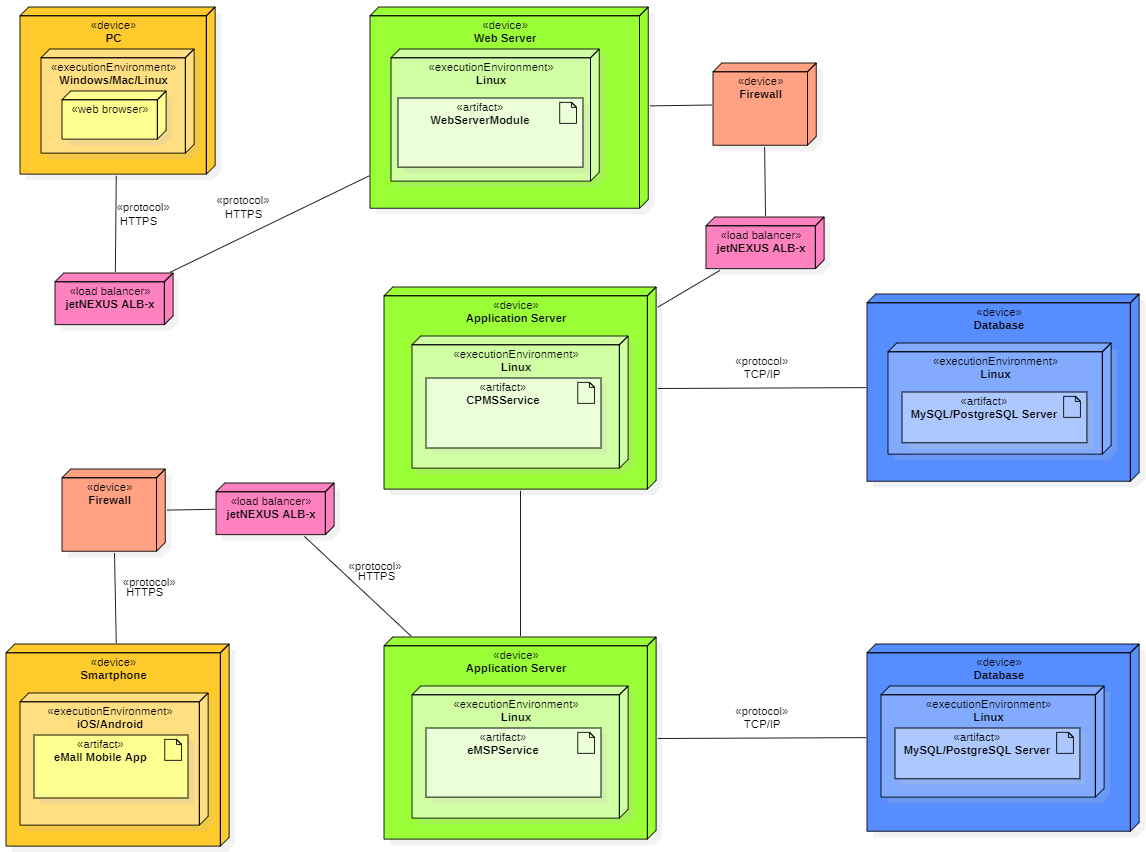 «device»
PC
«executionEnvironment»
Windows/Mac/Linux
«web browser»
«device»
Web Server
«executionEnvironment»
Linux
«artifact»
WebServerModule
«device»
Firewall
«protocol»
HTTPS
«protocol»
HTTPS
«load balancer»
jetNEXUS ALB-x
«load balancer»
jetNEXUS ALB-x
«device»
Application Server
«executionEnvironment»
Linux
«artifact»
CPMSService
«protocol»
TCP/IP
«device»
Database
«executionEnvironment»
Linux
«artifact»
MySQL/PostgreSQL Server
«device»
Firewall
«load balancer»
jetNEXUS ALB-x
«protocol»
HTTPS
«protocol»
HTTPS
«device»
Smartphone
«executionEnvironment»
iOS/Android
«artifact»
eMall Mobile App
«device»
Application Server
«executionEnvironment»
Linux
«artifact»
eMSPService
«protocol»
TCP/IP
«device»
Database
«executionEnvironment»
Linux
«artifact»
MySQL/PostgreSQL Server